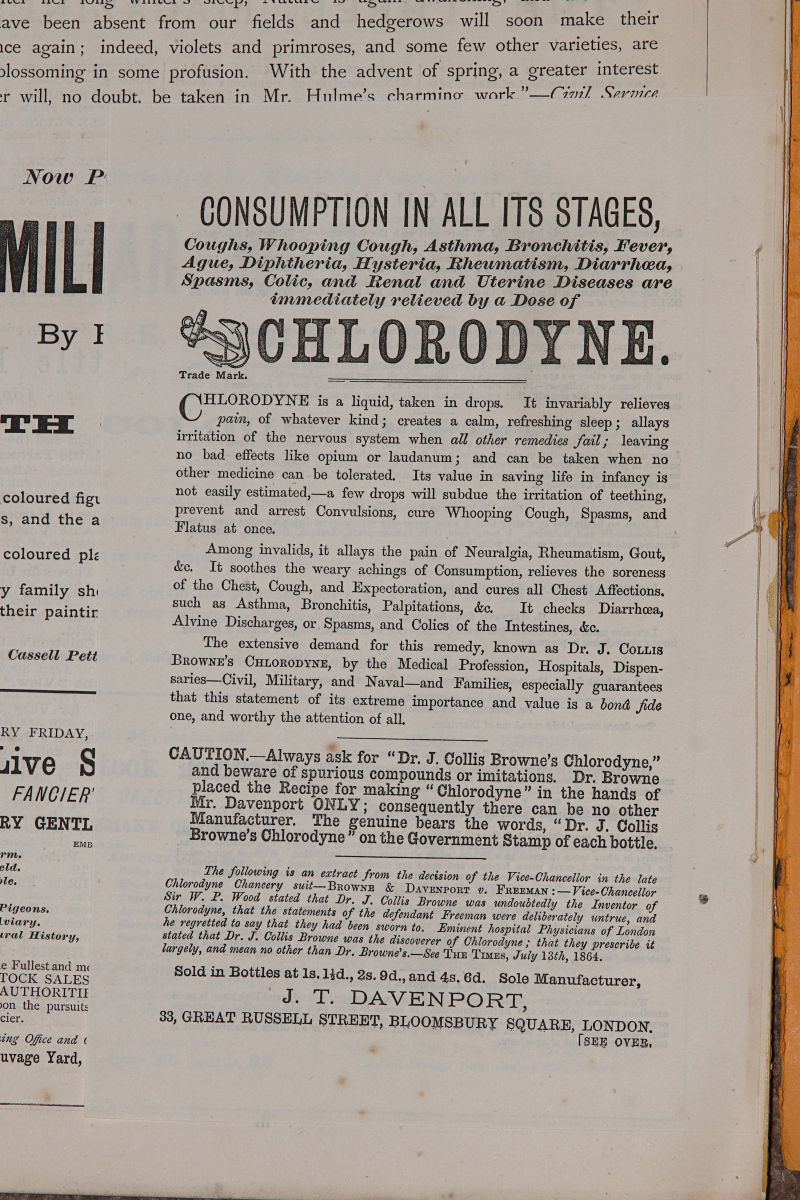 ave been absent from our fields and hedgerows will soon make their
ce again; indeed, violets and primroses, and some few other varieties, are
blossoming in some profusion. With the advent of spring, a greater interest
r will, no doubt, be taken in Mr. Hulme's charming work."—Civil Service
Now P
MILI
By
TH
coloured figu
s, and the a
coloured pla
y family sh
their paintin
Cassell Pett
RY FRIDAY,
ive S
FANCIER'
RY GENTL
EMB
rm.
eld.
le.
Pigeons.
viary.
ural History,
e Fullest and mo
TOCK SALES
AUTHORITIE
on the pursuits
cier.
ing Office and
uvage Yard,
CONSUMPTION IN ALL ITS STAGES,
Coughs, Whooping Cough, Asthma, Bronchitis, Fever,
Ague, Diphtheria, Hysteria, Rheumatism, Diarrhœa,
Spasms, Colic, and Renal and Uterine Diseases are
immediately relieved by a Dose of
CHLORODYNE.
Trade Mark.
CHLORODYNE is a liquid, taken in drops. It invariably relieves
pain, of whatever kind; creates a calm, refreshing sleep; allays
irritation of the nervous system when all other remedies fail; leaving
no bad effects like opium or laudanum; and can be taken when no
other medicine can be tolerated. Its value in saving life in infancy is
not easily estimated,—a few drops will subdue the irritation of teething,
prevent and arrest Convulsions, cure Whooping Cough, Spasms, and
Flatus at once.
Among invalids, it allays the pain of Neuralgia, Rheumatism, Gout,
&c. It soothes the weary achings of Consumption, relieves the soreness
of the Chest, Cough, and Expectoration, and cures all Chest Affections,
such as Asthma, Bronchitis, Palpitations, &c. It checks Diarrhœa,
Alvine Discharges, or Spasms, and Colics of the Intestines, &c.
The extensive demand for this remedy, known as Dr. J. COLLIS
BROWNE'S CHLORODYNE, by the Medical Profession, Hospitals, Dispen-
saries—Civil, Military, and Naval—and Families, especially guarantees
that this statement of its extreme importance and value is a bonâ fide
one, and worthy the attention of all.
CAUTION.—Always ask for "Dr. J. Collis Browne's Chlorodyne,"
and beware of spurious compounds or imitations. Dr. Browne
placed the Recipe for making "Chlorodyne" in the hands of
Mr. Davenport ONLY; consequently there can be no other
Manufacturer. The genuine bears the words, "Dr. J. Collis
Browne's Chlorodyne" on the Government Stamp of each bottle.
The following is an extract from the decision of the Vice-Chancellor in the late
Chlorodyne Chancery suit—BROWNE & DAVENPORT v. FREEMAN:—Vice-Chancellor
Sir W. P. Wood stated that Dr. J. Collis Browne was undoubtedly the Inventor of
Chlorodyne, that the statements of the defendant Freeman were deliberately untrue, and
he regretted to say that they had been sworn to. Eminent hospital Physicians of London
stated that Dr. J. Collis Browne was the discoverer of Chlorodyne; that they prescribe it
largely, and mean no other than Dr. Browne's.—See THE TIMES, July 13th, 1864.
Sold in Bottles at 1s. 1½d., 2s. 9d., and 4s. 6d. Sole Manufacturer,
J. T. DAVENPORT,
33, GREAT RUSSELL STREET, BLOOMSBURY SQUARE, LONDON.
[SEE OVER.